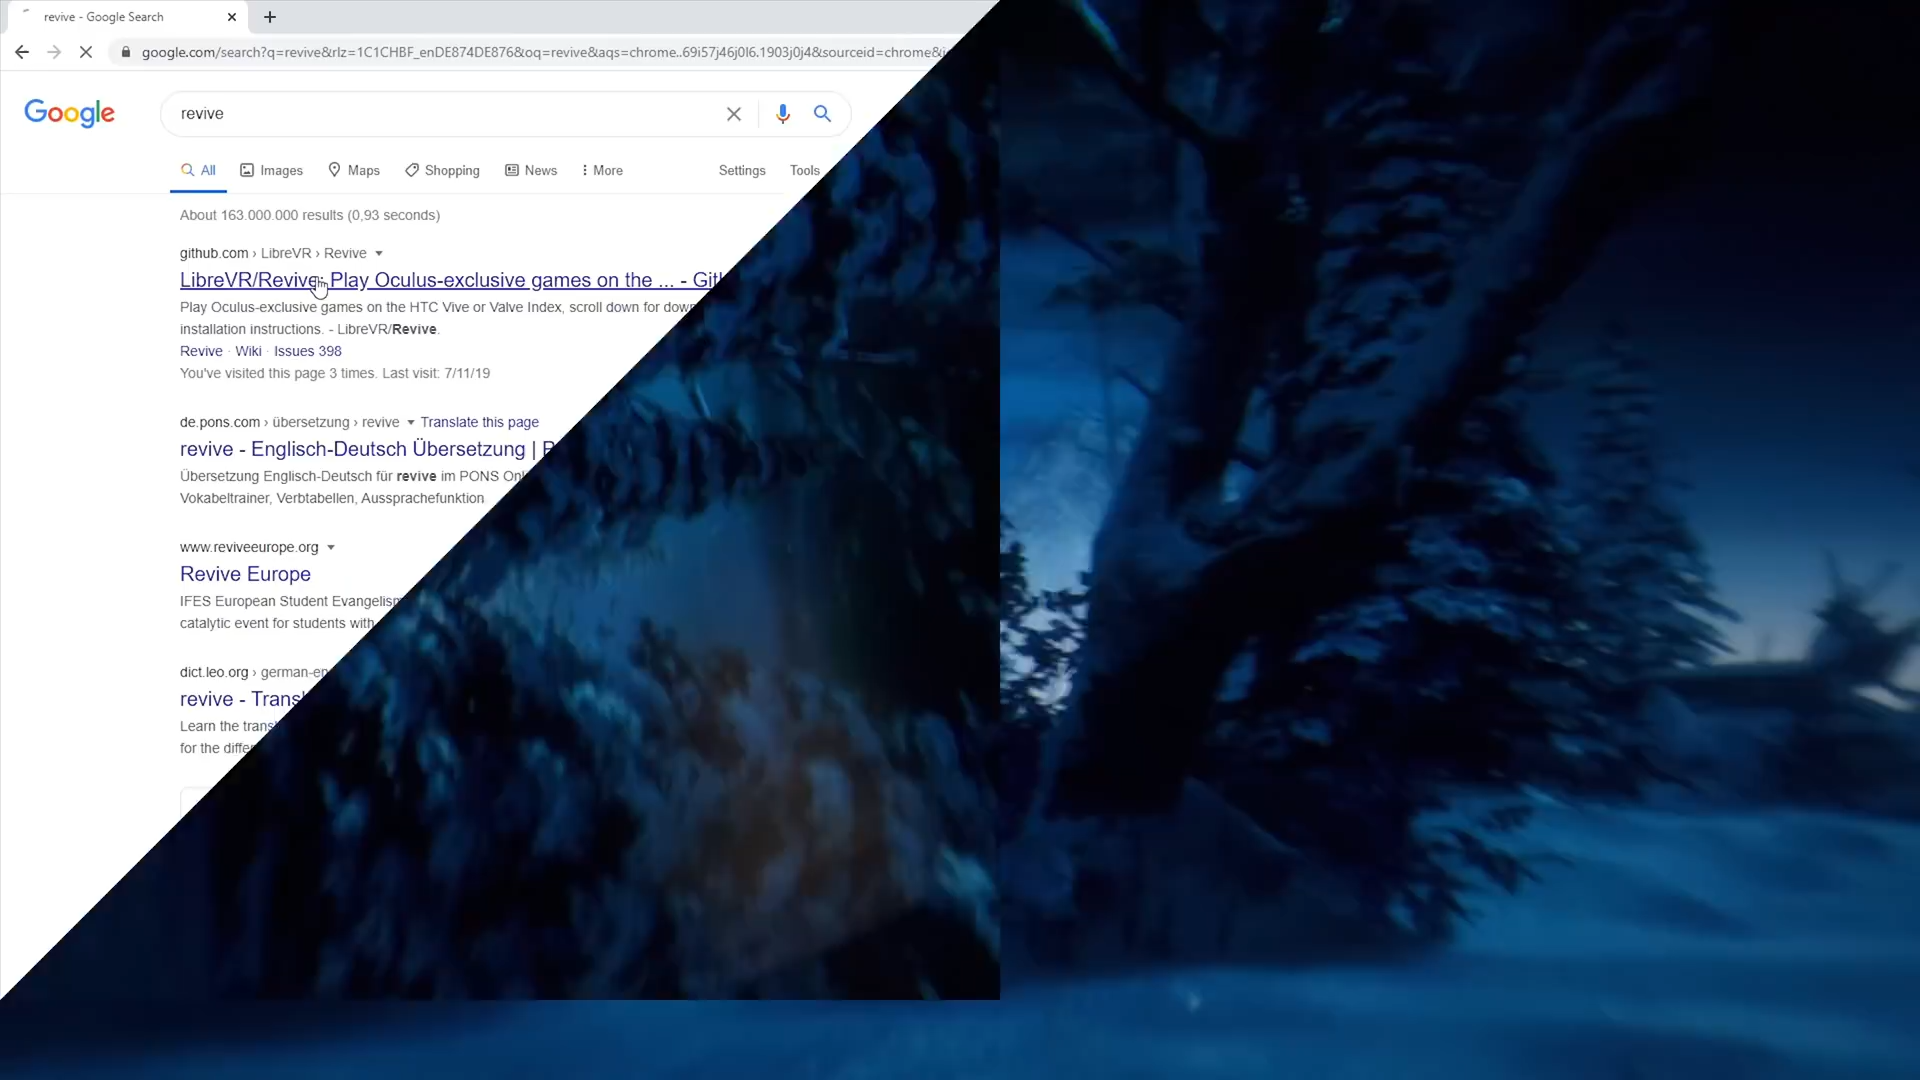 revive - Google Search
google.com/search?q=revive&rlz=1C1CHBF_enDE874DE876&oq=revive&aqs=chrome..69i57j46j0l6.1903j0j4&sourceid=chrome&i
Google
revive
All Images Maps Shopping News More Settings Tools
About 163.000.000 results (0,93 seconds)
github.com › LibreVR › Revive
LibreVR/Revive: Play Oculus-exclusive games on the ... - Gith
Play Oculus-exclusive games on the HTC Vive or Valve Index, scroll down for down
installation instructions. - LibreVR/Revive.
Revive · Wiki · Issues 398
You've visited this page 3 times. Last visit: 7/11/19
de.pons.com › übersetzung › revive Translate this page
revive - Englisch-Deutsch Übersetzung | P
Übersetzung Englisch-Deutsch für revive im PONS Onl
Vokabeltrainer, Verbtabellen, Aussprachefunktion
www.reviveeurope.org
Revive Europe
IFES European Student Evangelism
catalytic event for students with
dict.leo.org › german-en
revive - Transl
Learn the trans
for the differ